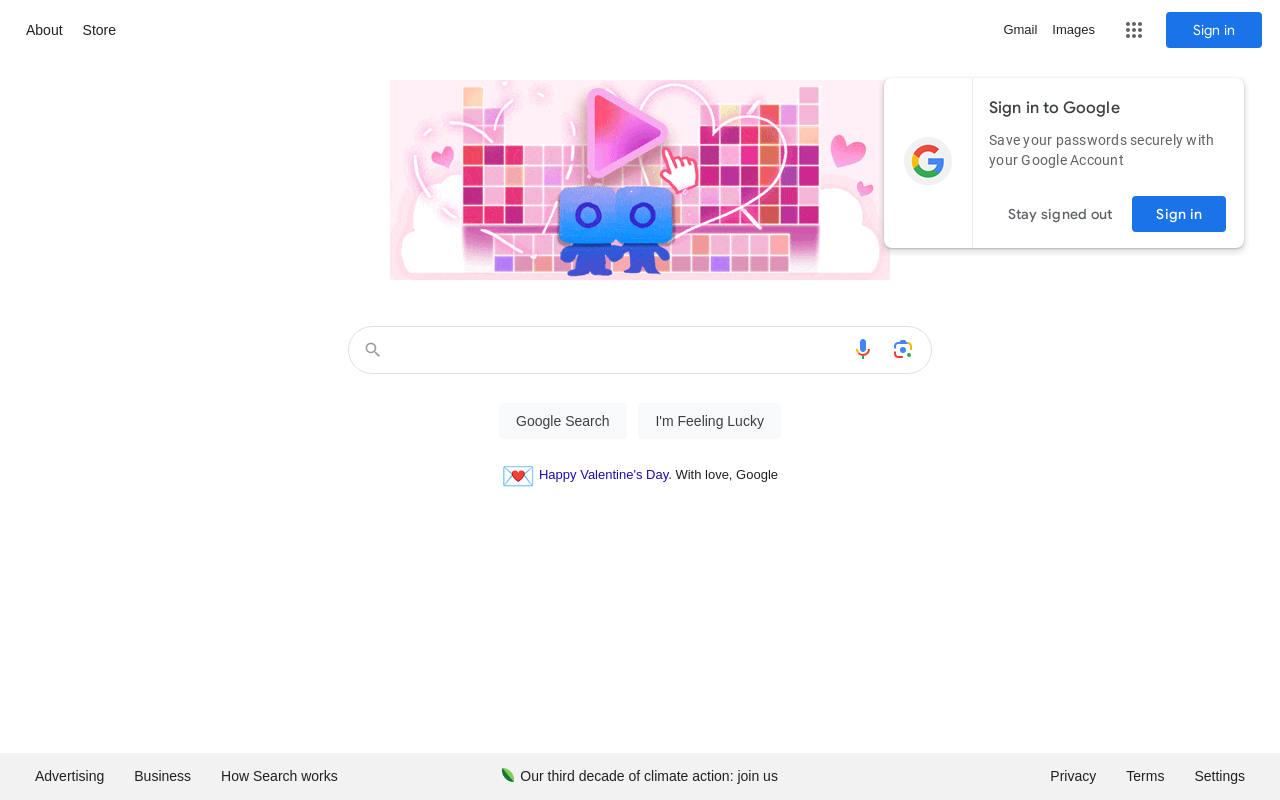 About Store
Gmail Images
Sign in
Sign in to Google
Save your passwords securely with
your Google Account
Stay signed out Sign in
Google Search I'm Feeling Lucky
Happy Valentine's Day. With love, Google
Advertising Business How Search works
Our third decade of climate action: join us
Privacy Terms Settings